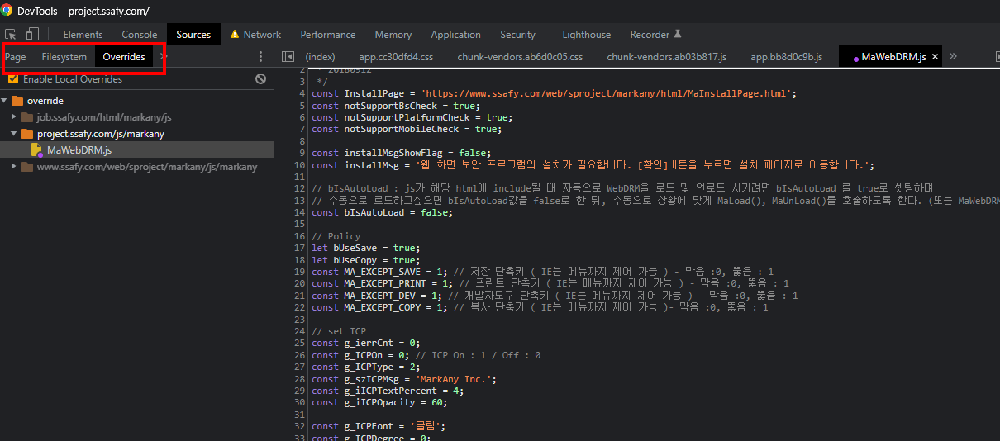 DevTools - project.ssafy.com/
Elements Console Sources Network Performance Memory Application Security Lighthouse Recorder
Page Filesystem Overrides
(index) app.cc30dfd4.css chunk-vendors.ab6d0c05.css chunk-vendors.ab03b817.js app.bb8d0c9b.js MaWebDRM.js × »
Enable Local Overrides
override
job.ssafy.com/html/markany/js
project.ssafy.com/js/markany
MaWebDRM.js
www.ssafy.com/web/sproject/markany/js/markany
2 * 20180912
3 */
4 const InstallPage = 'https://www.ssafy.com/web/sproject/markany/html/MaInstallPage.html';
5 const notSupportBsCheck = true;
6 const notSupportPlatformCheck = true;
7 const notSupportMobileCheck = true;
8
9 const installMsgShowFlag = false;
10 const installMsg = '웹 화면 보안 프로그램의 설치가 필요합니다. [확인]버튼을 누르면 설치 페이지로 이동합니다.';
11
12 // bIsAutoLoad : js가 해당 html에 include될 때 자동으로 WebDRM을 로드 및 언로드 시키려면 bIsAutoLoad 를 true로 셋팅하며
13 // 수동으로 로드하고싶으면 bIsAutoLoad값을 false로 한 뒤, 수동으로 상황에 맞게 MaLoad(), MaUnLoad()를 호출하도록 한다. (또는 MaWebDRM
14 const bIsAutoLoad = false;
15
16 // Policy
17 let bUseSave = true;
18 let bUseCopy = true;
19 const MA_EXCEPT_SAVE = 1; // 저장 단축키 ( IE는 메뉴까지 제어 가능 ) - 막음 :0, 뚫음 : 1
20 const MA_EXCEPT_PRINT = 1; // 프린트 단축키 ( IE는 메뉴까지 제어 가능 ) - 막음 :0, 뚫음 : 1
21 const MA_EXCEPT_DEV = 1; // 개발자도구 단축키 ( IE는 메뉴까지 제어 가능 ) - 막음 :0, 뚫음 : 1
22 const MA_EXCEPT_COPY = 1; // 복사 단축키 ( IE는 메뉴까지 제어 가능 )- 막음 :0, 뚫음 : 1
23
24 // set ICP
25 const g_ierrCnt = 0;
26 const g_ICPOn = 0; // ICP On : 1 / Off : 0
27 const g_ICPType = 2;
28 const g_szICPMsg = 'MarkAny Inc.';
29 const g_iICPTextPercent = 4;
30 const g_iICPOpacity = 60;
31
32 const g_ICPFont = '굴림';
33 const g_ICPDegree = 0;